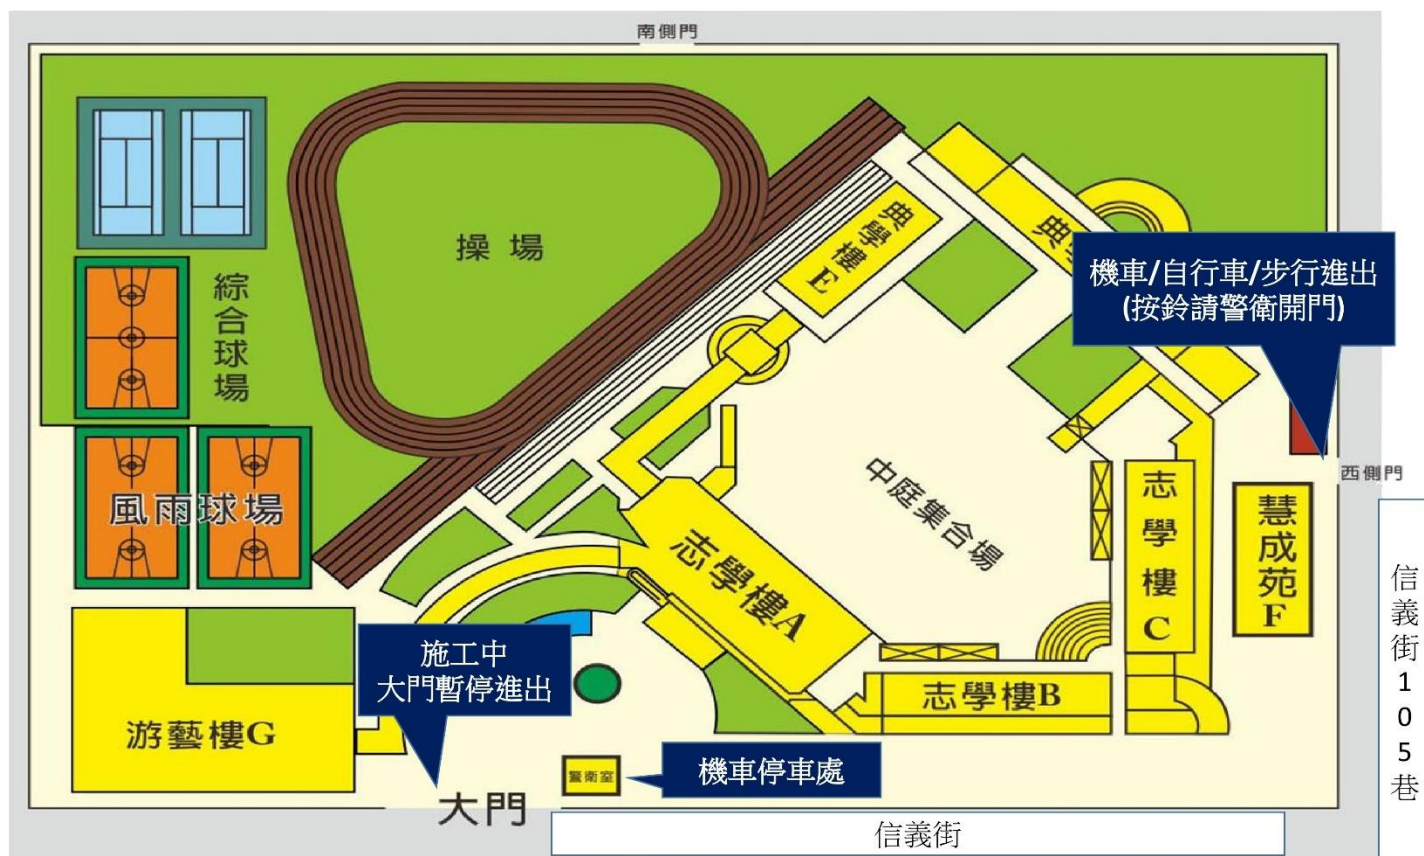 南側門
操場
綜合球場
典學樓E
典學
機車/自行車/步行進出
(按鈴請警衛開門)
西側門
中庭集合場
風雨球場
志學樓A
志學樓C
慧成苑F
信義街105巷
施工中
大門暫停進出
志學樓B
游藝樓G
警衛室
機車停車處
大門
信義街